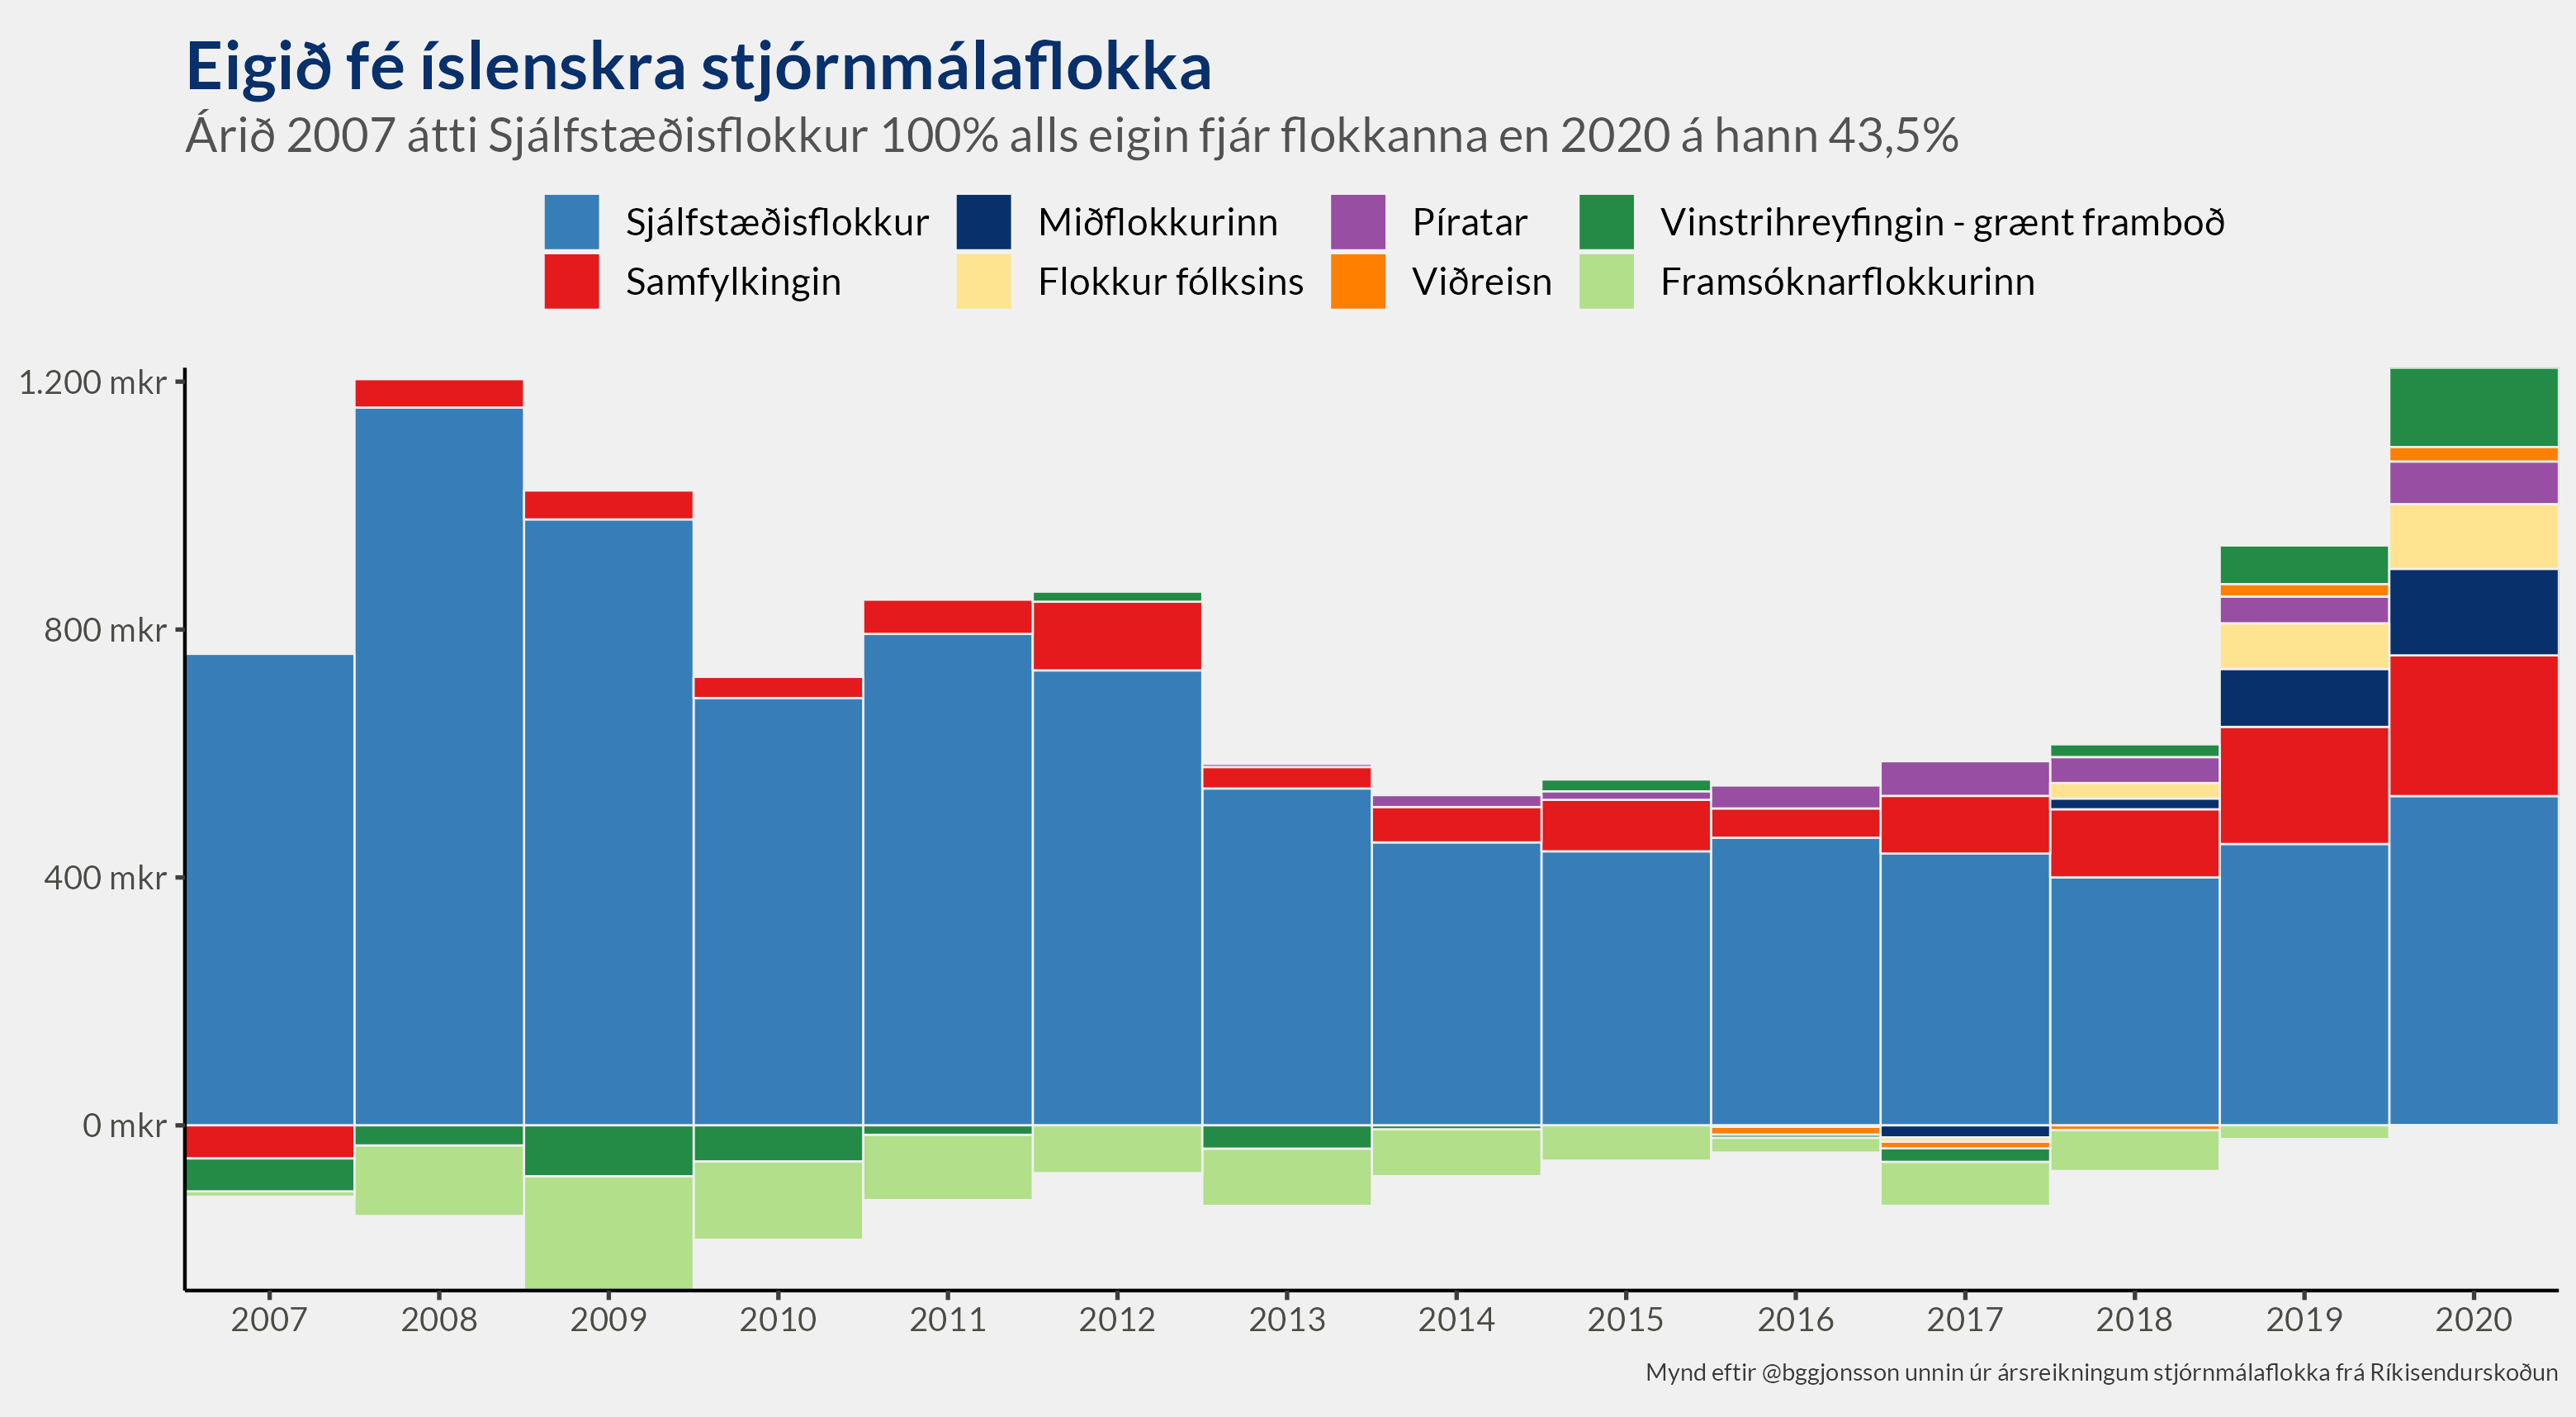 Eigið fé íslenskra stjórnmálaflokka
Árið 2007 átti Sjálfstæðisflokkur 100% alls eigin fjár flokkanna en 2020 á hann 43,5%
Sjálfstæðisflokkur Miðflokkurinn Píratar Vinstrihreyfingin - grænt framboð
Samfylkingin Flokkur fólksins Viðreisn Framsóknarflokkurinn
1.200 mkr
800 mkr
400 mkr
0 mkr
2007 2008 2009 2010 2011 2012 2013 2014 2015 2016 2017 2018 2019 2020
Mynd eftir @bggjonsson unnin úr ársreikningum stjórnmálaflokka frá Ríkisendurskoðun